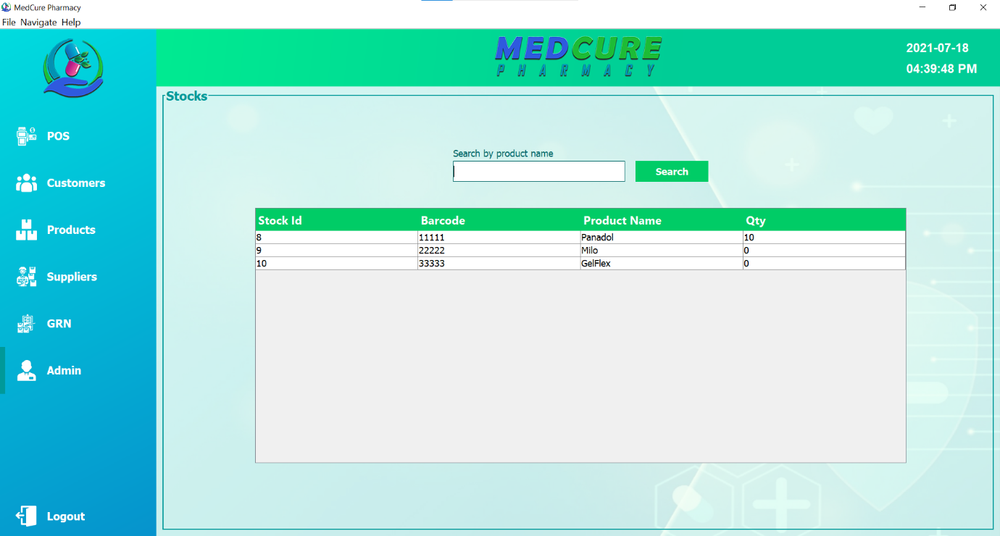 MedCure Pharmacy
File Navigate Help
MEDCURE
PHARMACY
2021-07-18
04:39:48 PM
POS
Customers
Products
Suppliers
GRN
Admin
Logout
Stocks
Search by product name
Search
Stock Id Barcode Product Name Qty
8 11111 Panadol 10
9 22222 Milo 0
10 33333 GelFlex 0